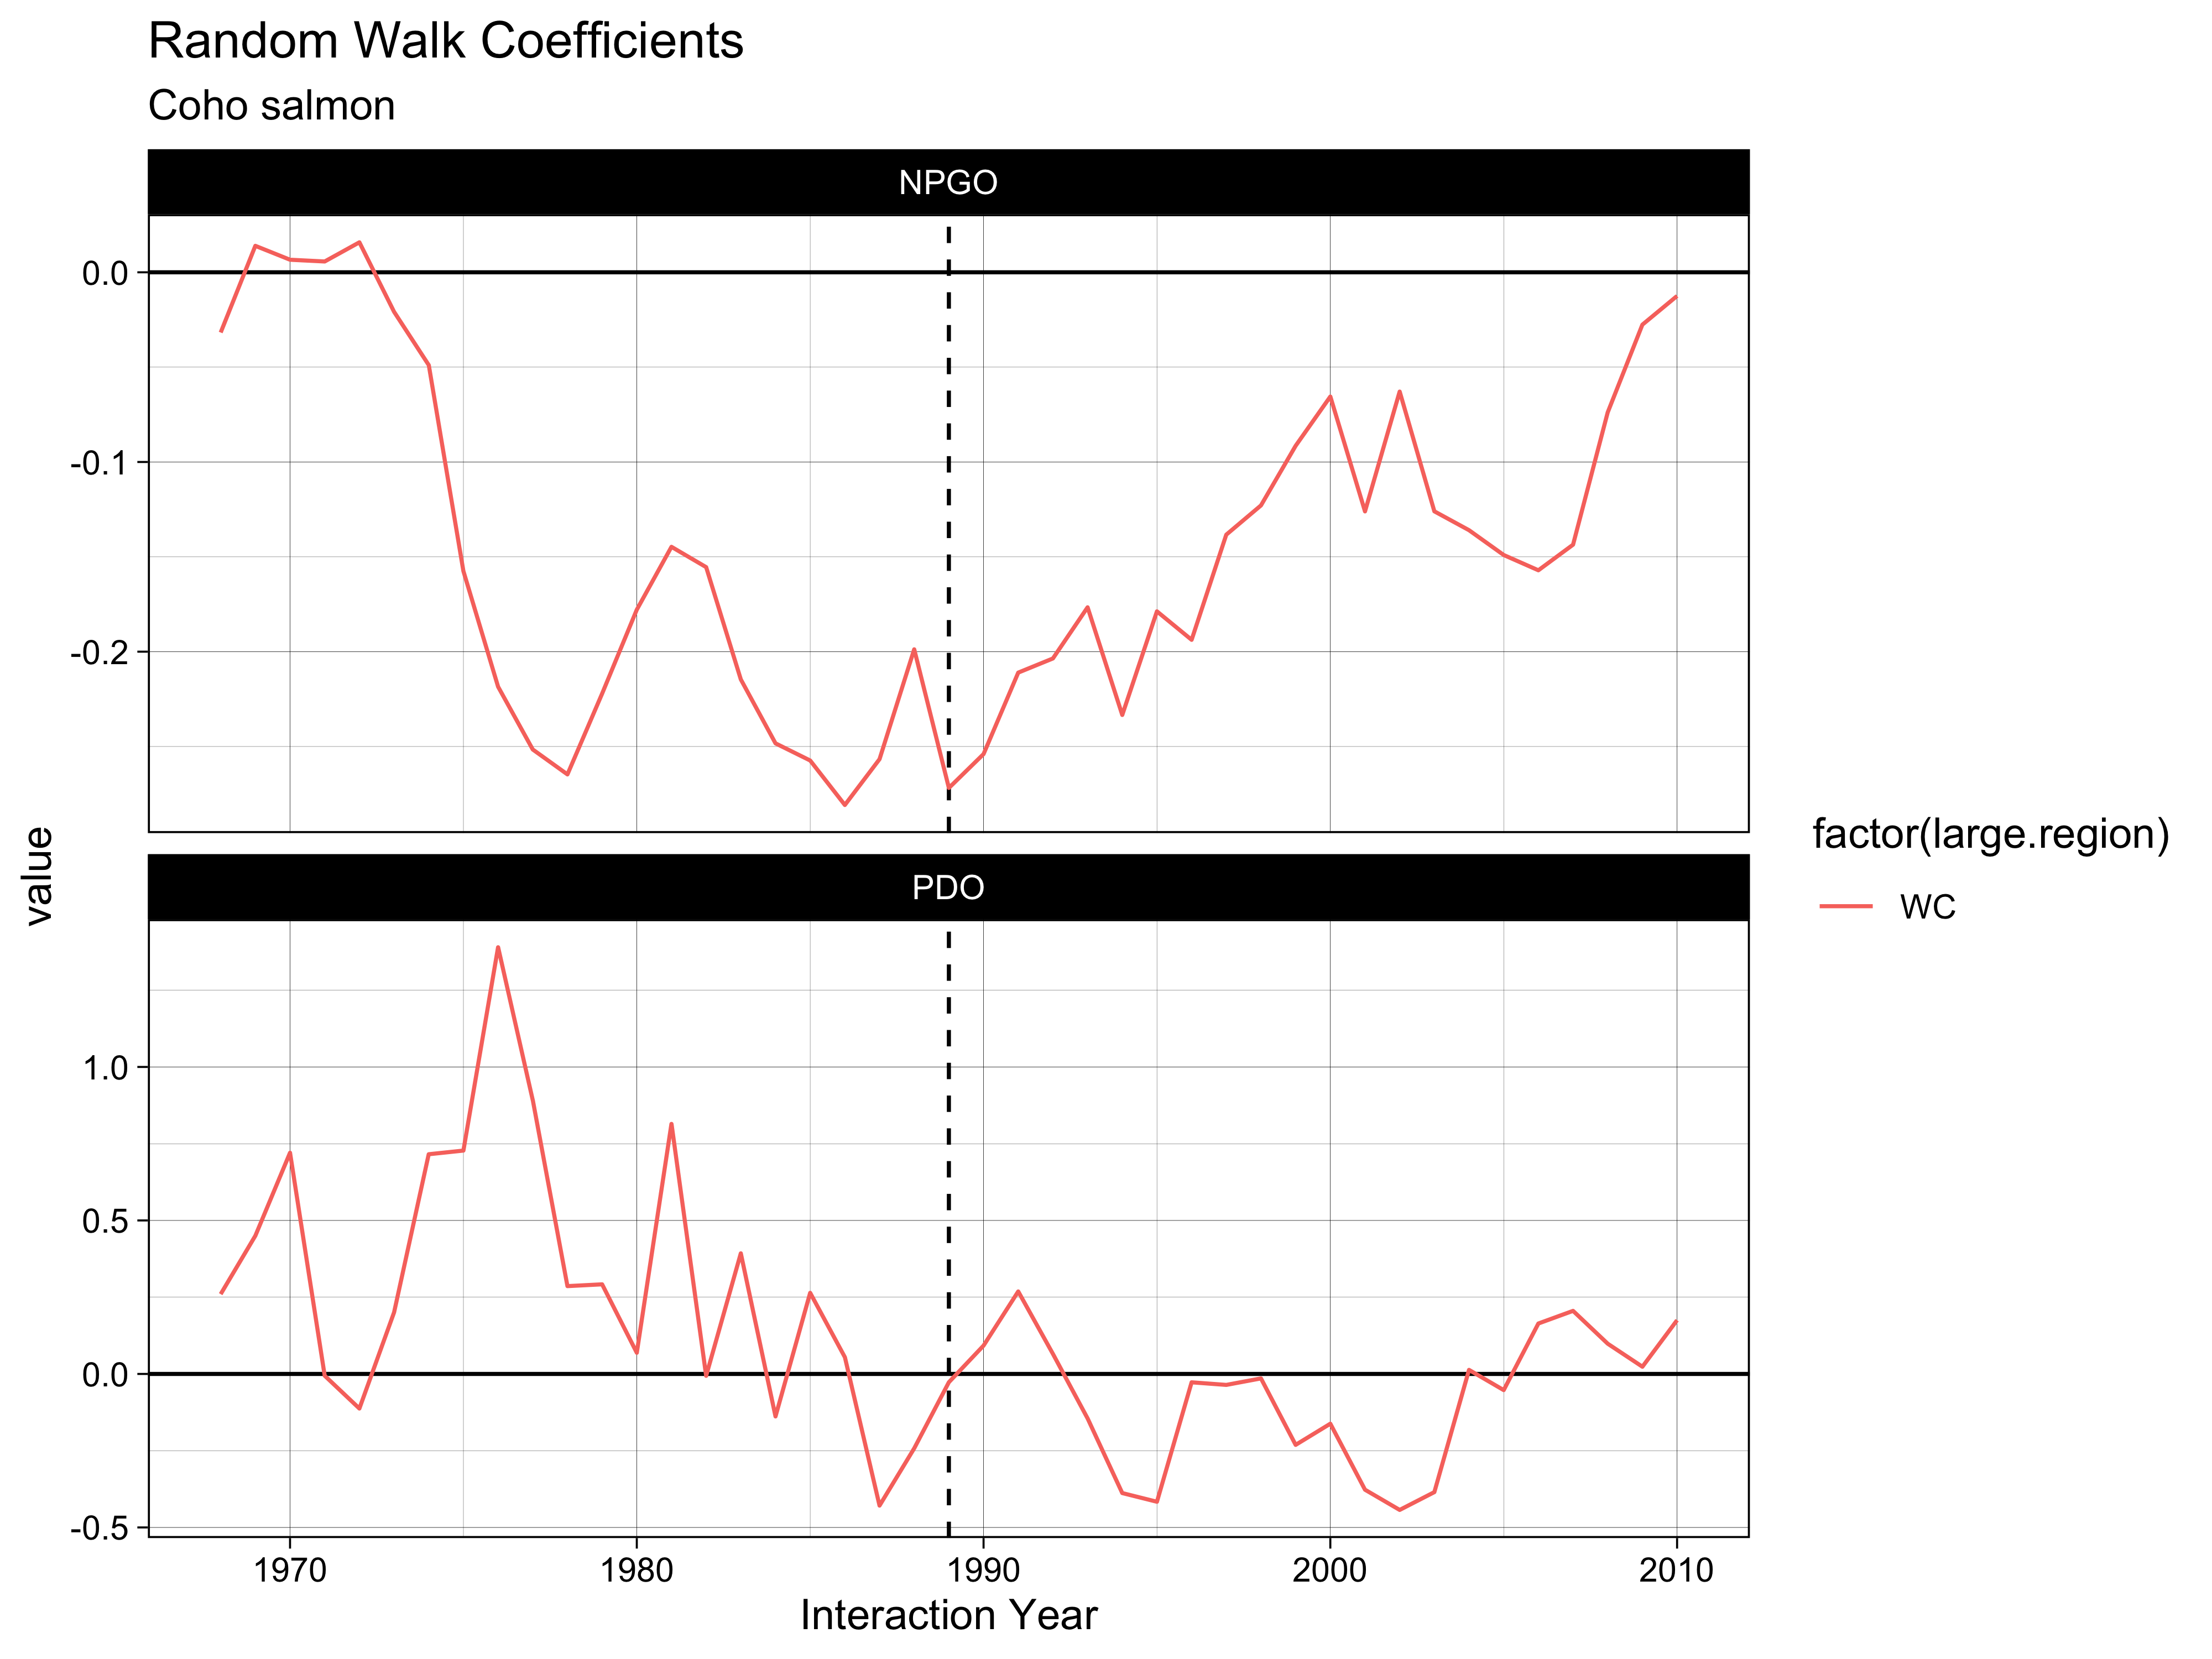 Random Walk Coefficients
Coho salmon
NPGO
0.0
-0.1
-0.2
PDO
1.0
0.5
0.0
-0.5
1970 1980 1990 2000 2010
Interaction Year
value
factor(large.region)
WC